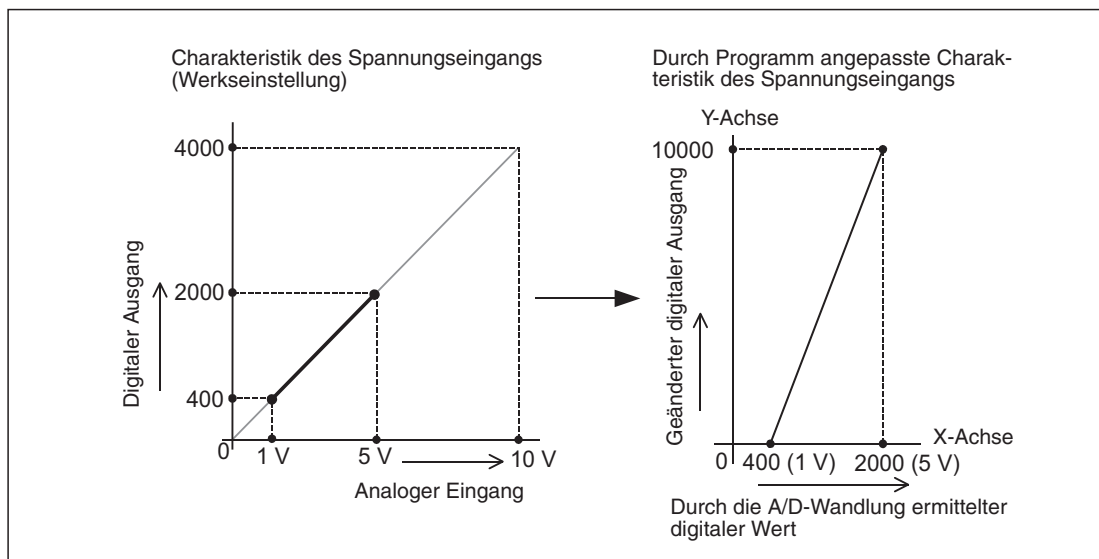 Charakteristik des Spannungseingangs
(Werkseinstellung)
4000
2000
400
0
1 V
5 V
10 V
Digitaler Ausgang
Analoger Eingang
Durch Programm angepasste Charak-
teristik des Spannungseingangs
Y-Achse
10000
Geänderter digitaler Ausgang
X-Achse
0
400 (1 V)
2000 (5 V)
Durch die A/D-Wandlung ermittelter
digitaler Wert